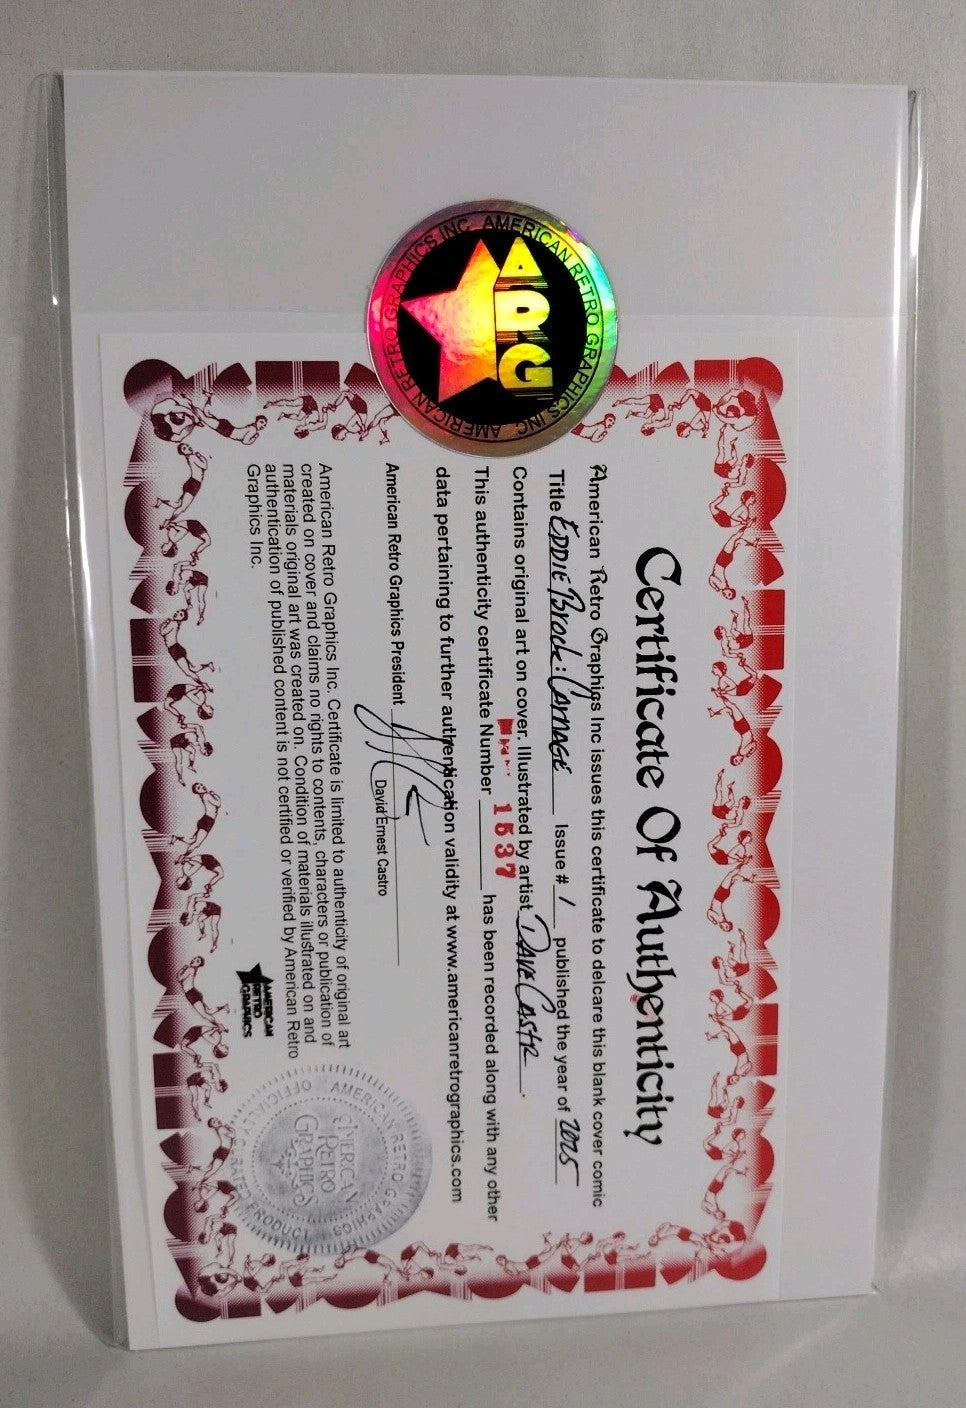 AMERICAN RETRO GRAPHICS INC. AMERICAN RETRO GRAPHICS INC.
ARG
Certificate Of Authenticity
American Retro Graphics Inc issues this certificate to delcare this blank cover comic
Title EDDIE Brock: CARNAGE Issue # 1 published the year of 2025
Contains original art on cover. Illustrated by artist DAVE CASTR.
1537
This authenticity certificate Number has been recorded along with any other
data pertaining to further authentication validity at www.americanretrographics.com
American Retro Graphics President
David Ernest Castro
American Retro Graphics Inc. Certificate is limited to authenticity of original art
created on cover and claims no rights to contents, characters or publication of
materials original art was created on. Condition of materials illustrated on and
authentication of published content is not certified or verified by American Retro
Graphics Inc.
AMERICAN
RETRO
GRAPHICS
AMERICAN RETRO GRAPHICS
OFFICIALLY PRODUCT
AMERICAN
RETRO
GRAPHICS